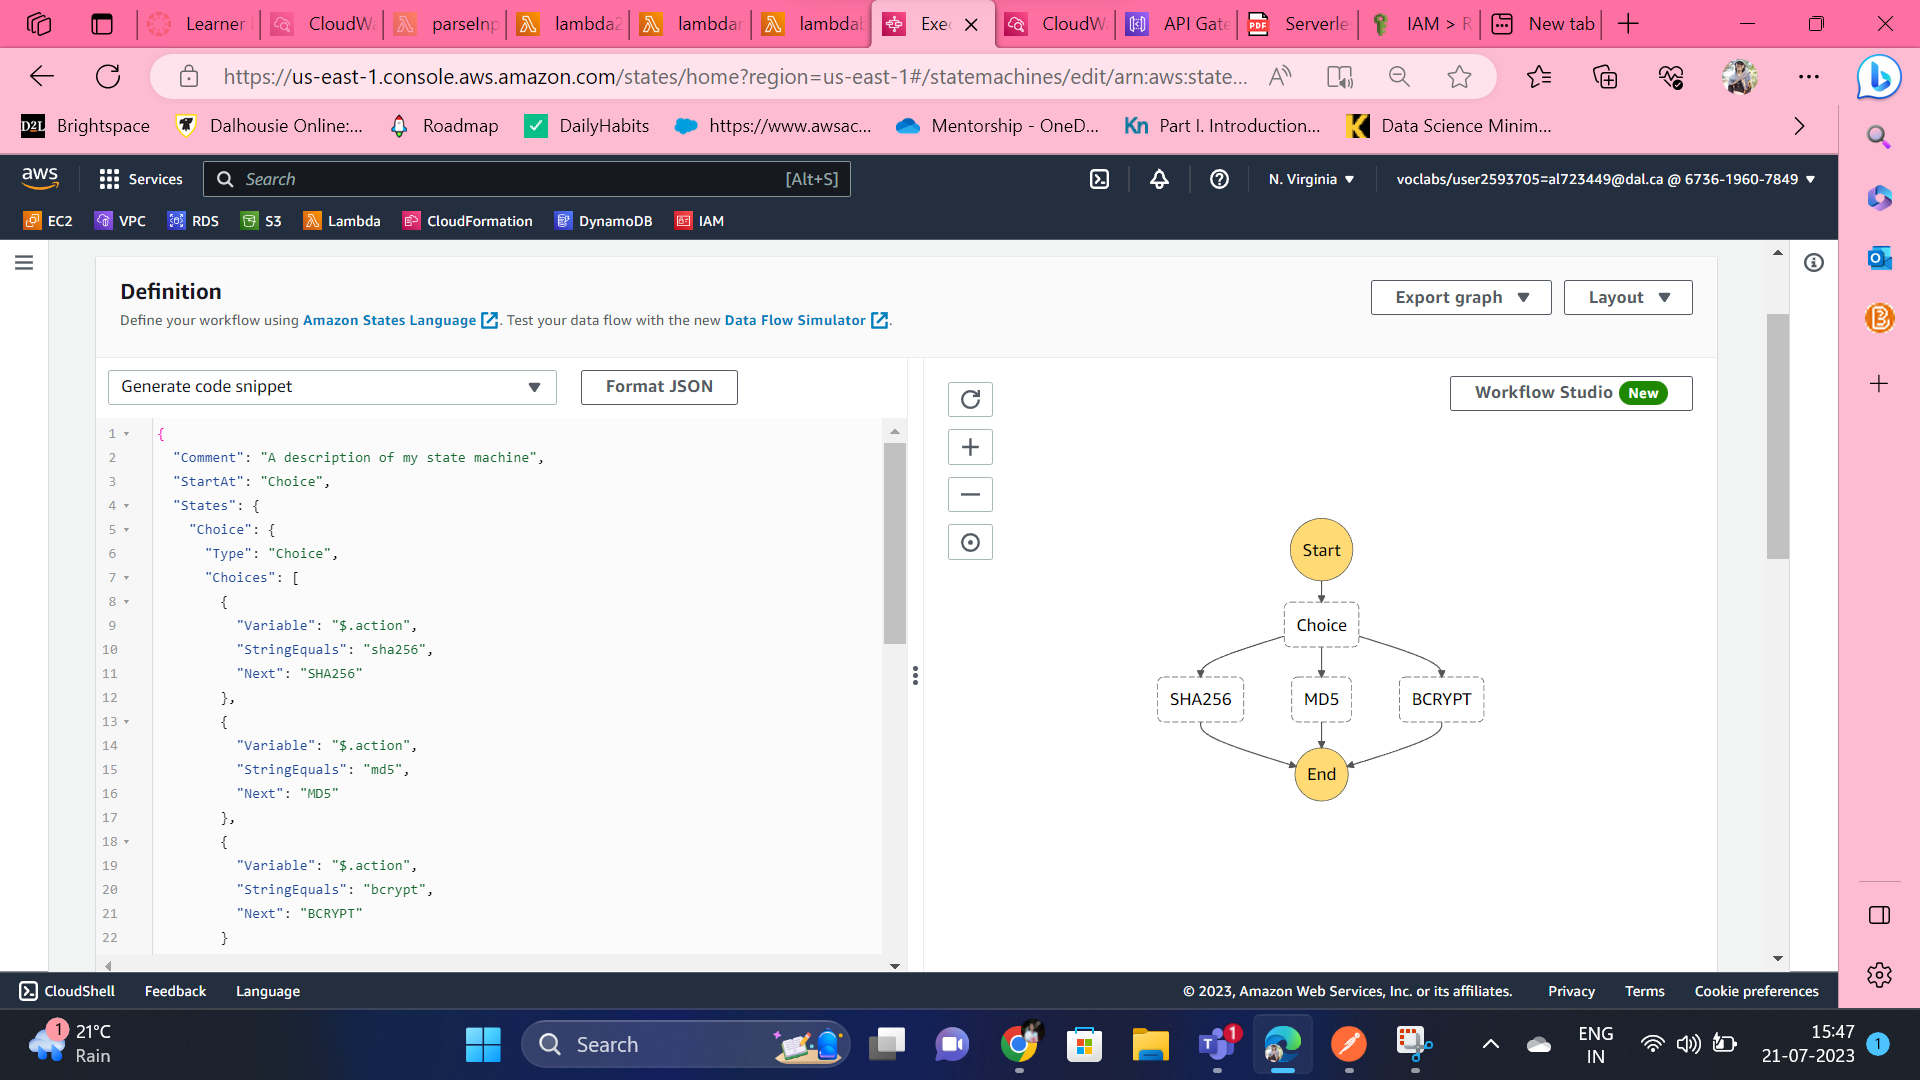 Learner
CloudWa
parseInp
lambda2
lambdar
lambdab
Exec
CloudWa
API Gate
PDF
Serverle
IAM > R
New tab
https://us-east-1.console.aws.amazon.com/states/home?region=us-east-1#/statemachines/edit/arn:aws:state...
D2L Brightspace
Dalhousie Online:...
Roadmap
DailyHabits
https://www.awsac...
Mentorship - OneD...
Kn Part I. Introduction...
Data Science Minim...
aws
Services
Search
[Alt+S]
N. Virginia
voclabs/user2593705=al723449@dal.ca @ 6736-1960-7849
EC2
VPC
RDS
S3
Lambda
CloudFormation
DynamoDB
IAM
Definition
Define your workflow using Amazon States Language. Test your data flow with the new Data Flow Simulator.
Export graph
Layout
Generate code snippet
Format JSON
Workflow Studio New
1 {
2 "Comment": "A description of my state machine",
3 "StartAt": "Choice",
4 "States": {
5 "Choice": {
6 "Type": "Choice",
7 "Choices": [
8 {
9 "Variable": "$.action",
10 "StringEquals": "sha256",
11 "Next": "SHA256"
12 },
13 {
14 "Variable": "$.action",
15 "StringEquals": "md5",
16 "Next": "MD5"
17 },
18 {
19 "Variable": "$.action",
20 "StringEquals": "bcrypt",
21 "Next": "BCRYPT"
22 }
Start
Choice
SHA256
MD5
BCRYPT
End
CloudShell
Feedback
Language
© 2023, Amazon Web Services, Inc. or its affiliates.
Privacy
Terms
Cookie preferences
1
21°C
Rain
Search
1
ENG
IN
15:47
21-07-2023
1